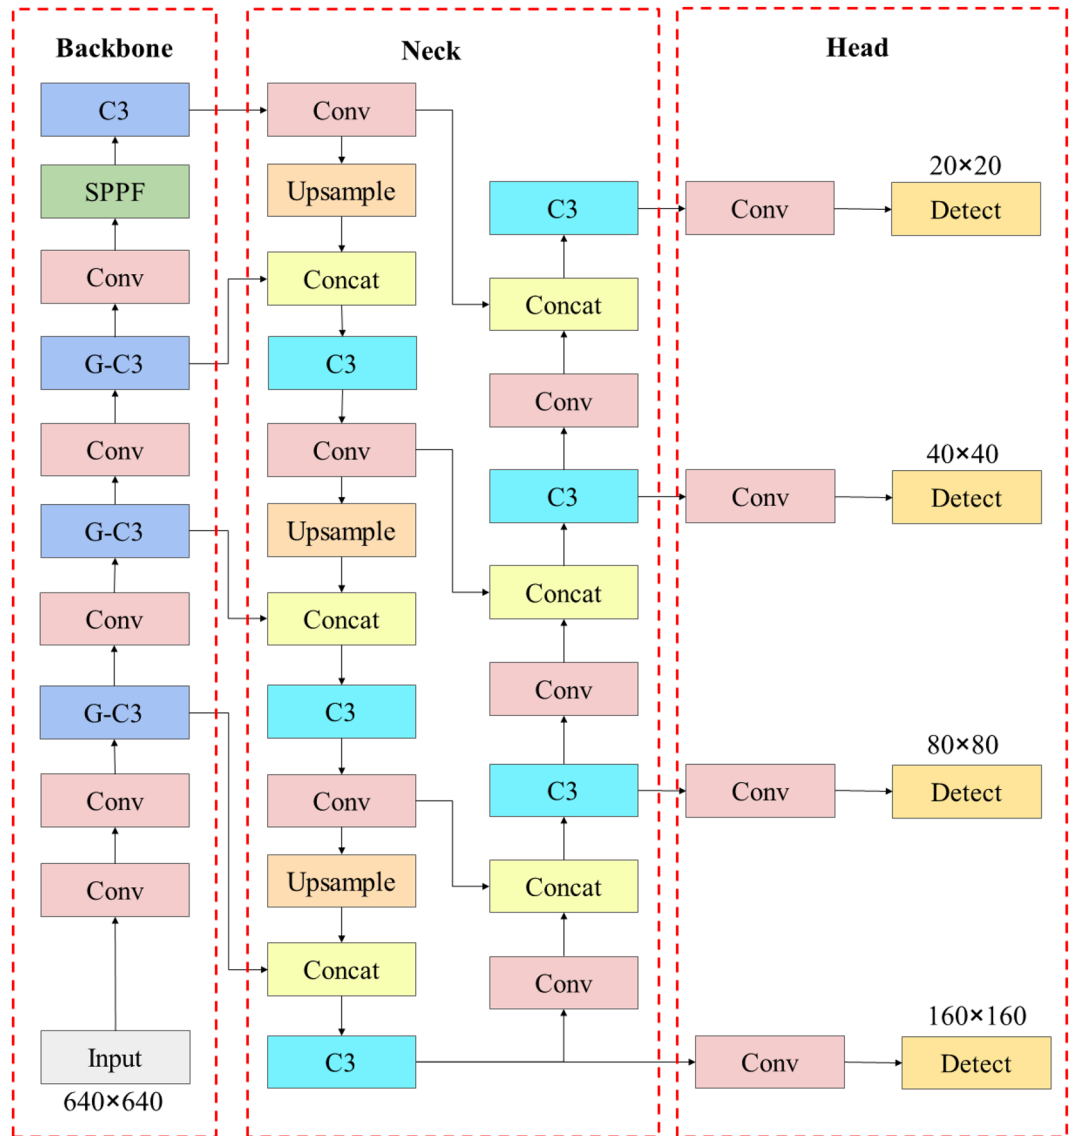 Backbone
C3
SPPF
Conv
G-C3
Conv
G-C3
Conv
G-C3
Conv
Conv
Input
640×640
Neck
Conv
Upsample
Concat
C3
Conv
Upsample
Concat
C3
Conv
Upsample
Concat
C3
C3
Concat
Conv
C3
Concat
Conv
C3
Concat
Conv
Head
20×20
Conv
Detect
40×40
Conv
Detect
80×80
Conv
Detect
160×160
Conv
Detect